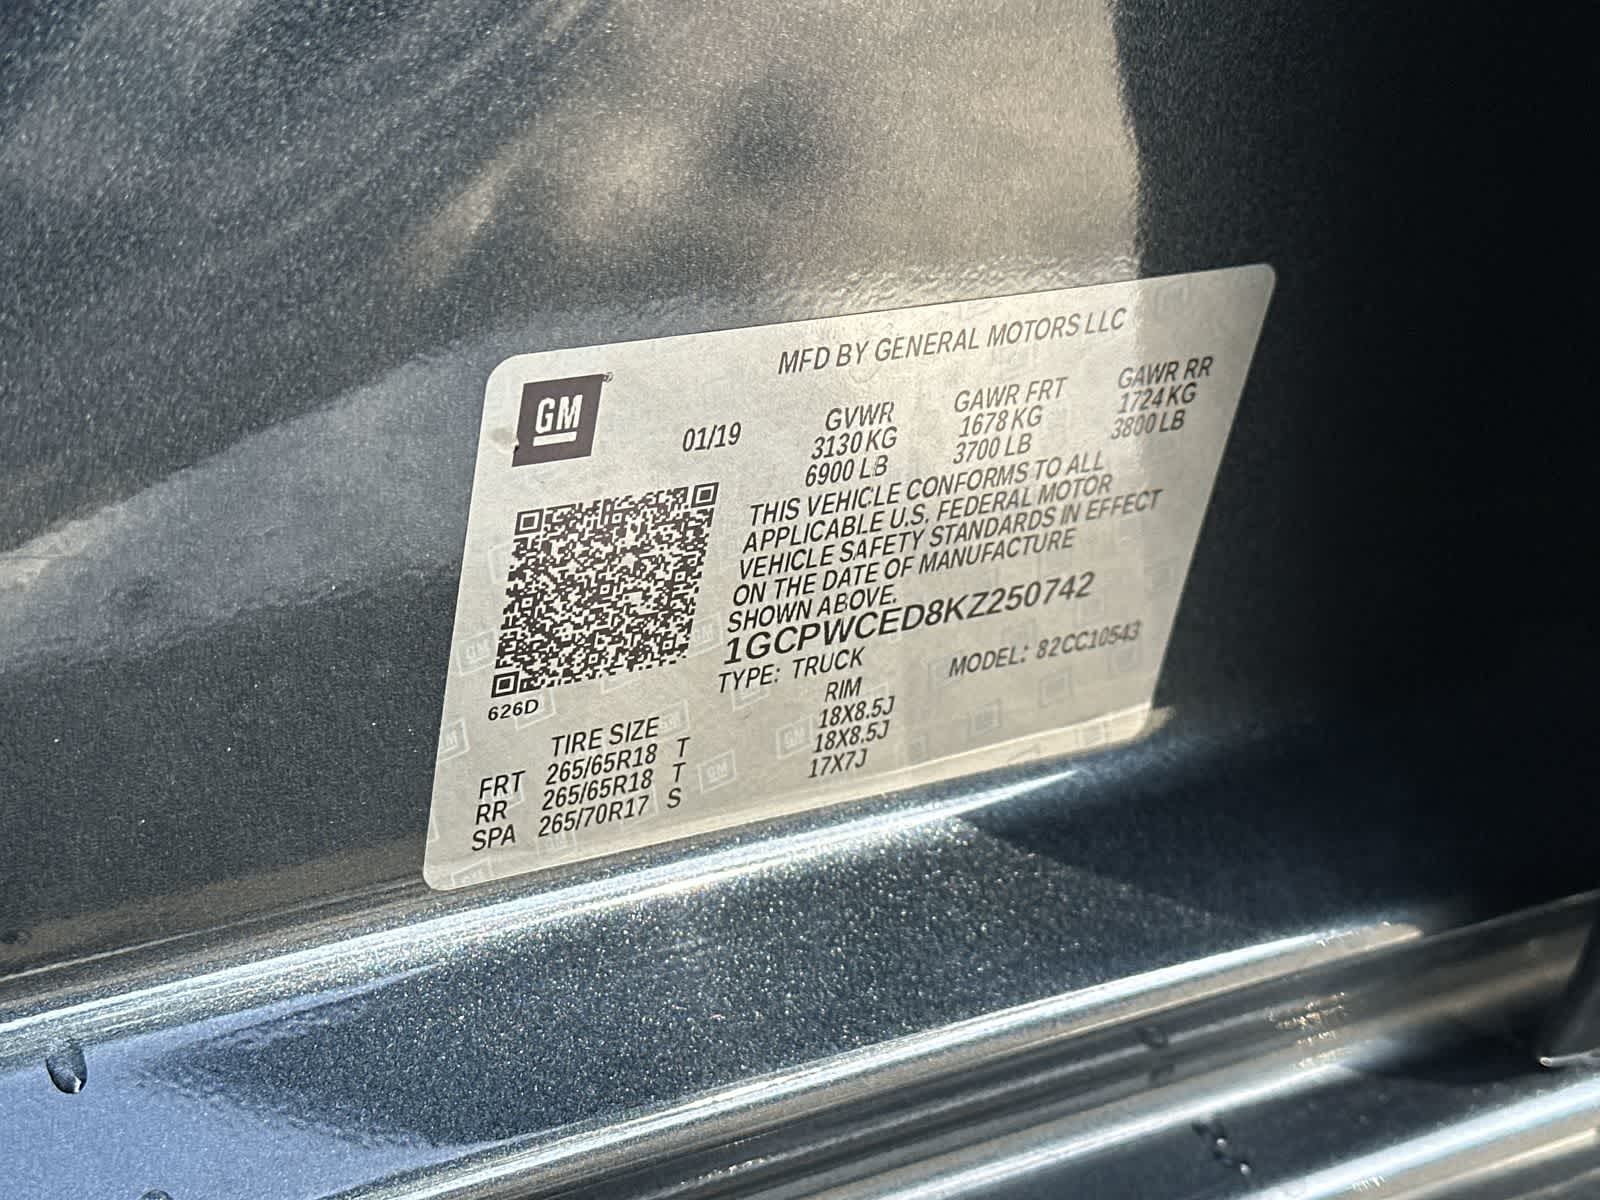 MFD BY GENERAL MOTORS LLC
GM
01/19
GVWR GAWR FRT GAWR RR
3130 KG 1678 KG 1724 KG
6900 LB 3700 LB 3800 LB
THIS VEHICLE CONFORMS TO ALL
APPLICABLE U.S. FEDERAL MOTOR
VEHICLE SAFETY STANDARDS IN EFFECT
ON THE DATE OF MANUFACTURE
SHOWN ABOVE.
1GCPWCED8KZ250742
TYPE: TRUCK MODEL: 82CC10543
626D
TIRE SIZE RIM
FRT 265/65R18 T 18X8.5J
RR 265/65R18 T 18X8.5J
SPA 265/70R17 S 17X7J